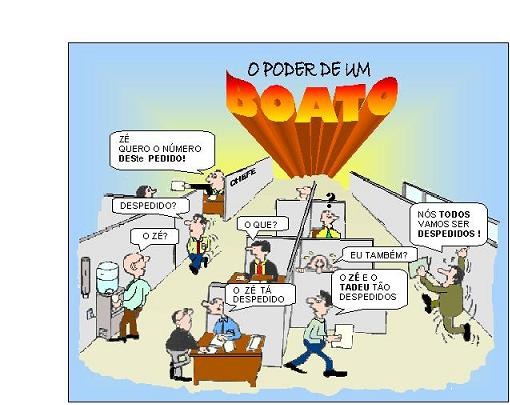 O PODER DE UM
BOATO
ZÉ
QUERO O NÚMERO
DESte PEDIDO!
CHEFE
DESPEDIDO?
O ZÉ?
O QUE?
?
NÓS TODOS
VAMOS SER
DESPEDIDOS !
EU TAMBÉM?
O ZÉ TÁ
DESPEDIDO
O ZÉ E O
TADEU TÃO
DESPEDIDOS